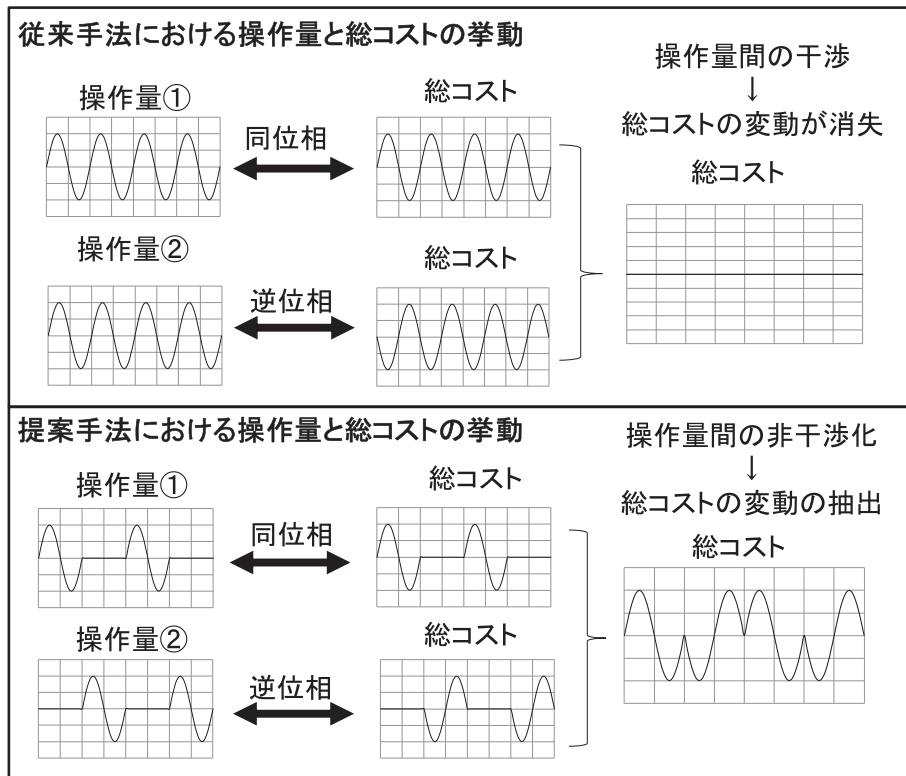 従来手法における操作量と総コストの挙動
操作量①
同位相
総コスト
操作量②
逆位相
総コスト
操作量間の干渉
↓
総コストの変動が消失
総コスト
提案手法における操作量と総コストの挙動
操作量①
同位相
総コスト
操作量②
逆位相
総コスト
操作量間の非干渉化
↓
総コストの変動の抽出
総コスト